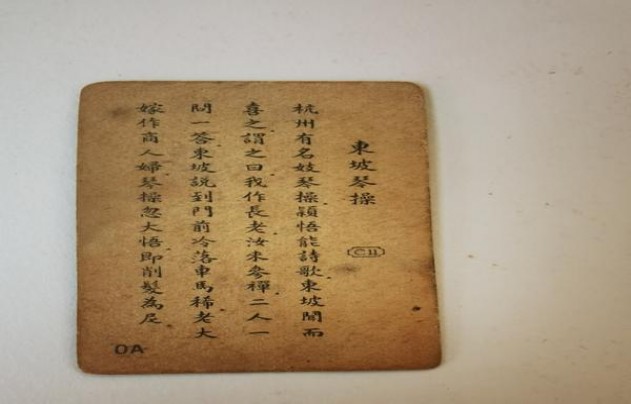 東坡琴操
C11
杭州有名妓琴操穎悟能詩歌東坡聞而
喜之謂之曰我作長老汝來參禪二人一
問一答東坡說到門前冷落車馬稀老大
嫁作商人婦琴操忽大悟即削髮為尼
OA